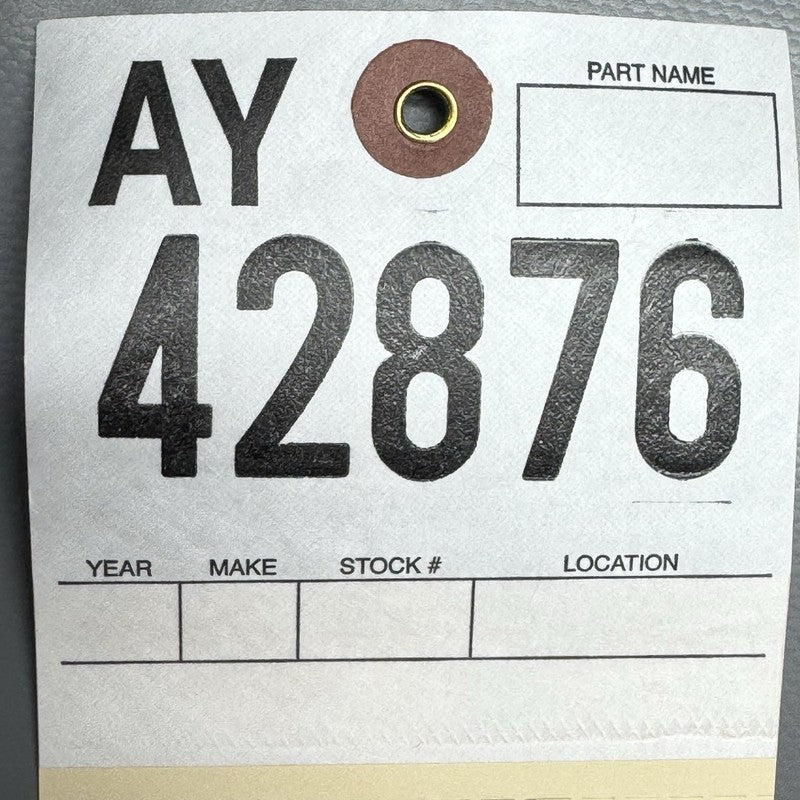 AY
PART NAME
42876
YEAR MAKE STOCK # LOCATION